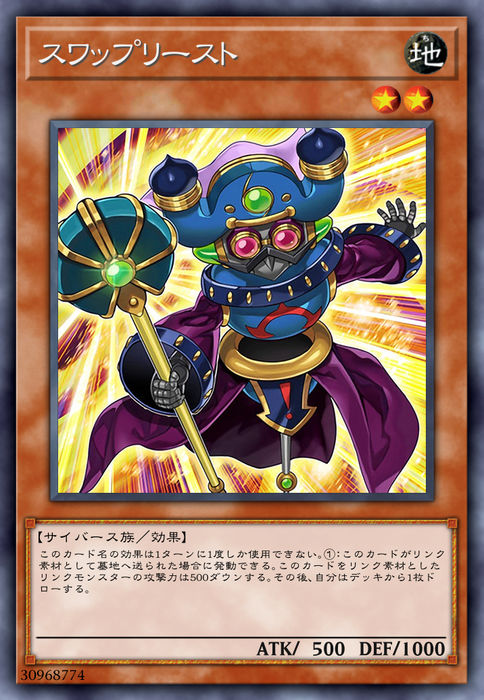 スワップリースト
地
ち
【サイバース族／効果】
このカード名の効果は1ターンに1度しか使用できない。①：このカードがリンク
素材として墓地へ送られた場合に発動できる。このカードをリンク素材とした
リンクモンスターの攻撃力は500ダウンする。その後、自分はデッキから1枚ド
ローする。
ATK/ 500 DEF/1000
30968774